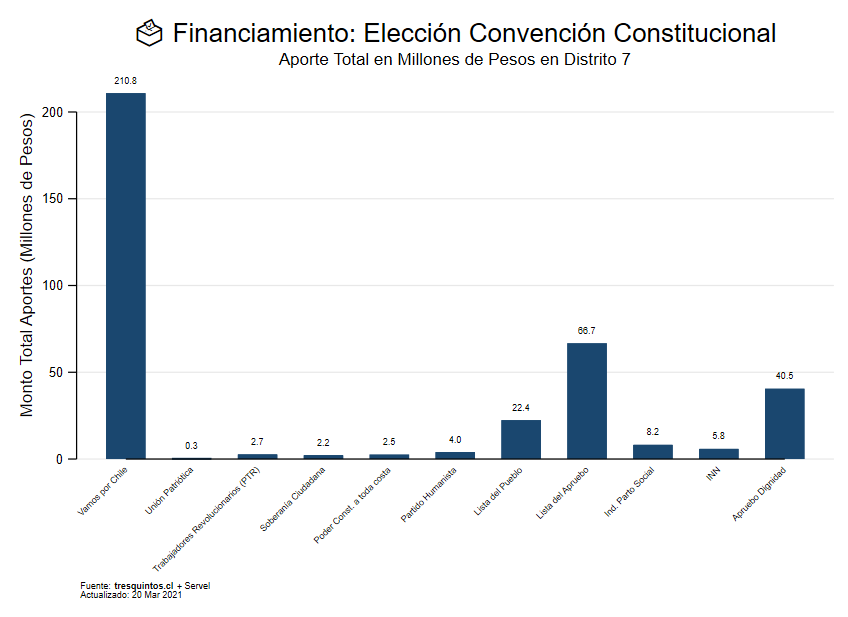 Financiamiento: Elección Convención Constitucional
Aporte Total en Millones de Pesos en Distrito 7
Monto Total Aportes (Millones de Pesos)
200
150
100
50
0
210.8
0.3
2.7
2.2
2.5
4.0
22.4
66.7
8.2
5.8
40.5
Vamos por Chile
Unión Patriótica
Trabajadores Revolucionarios (PTR)
Soberanía Ciudadana
Poder Const. a toda costa
Partido Humanista
Lista del Pueblo
Lista del Apruebo
Ind. Parto Social
INN
Apruebo Dignidad
Fuente: tresquintos.cl + Servel
Actualizado: 20 Mar 2021